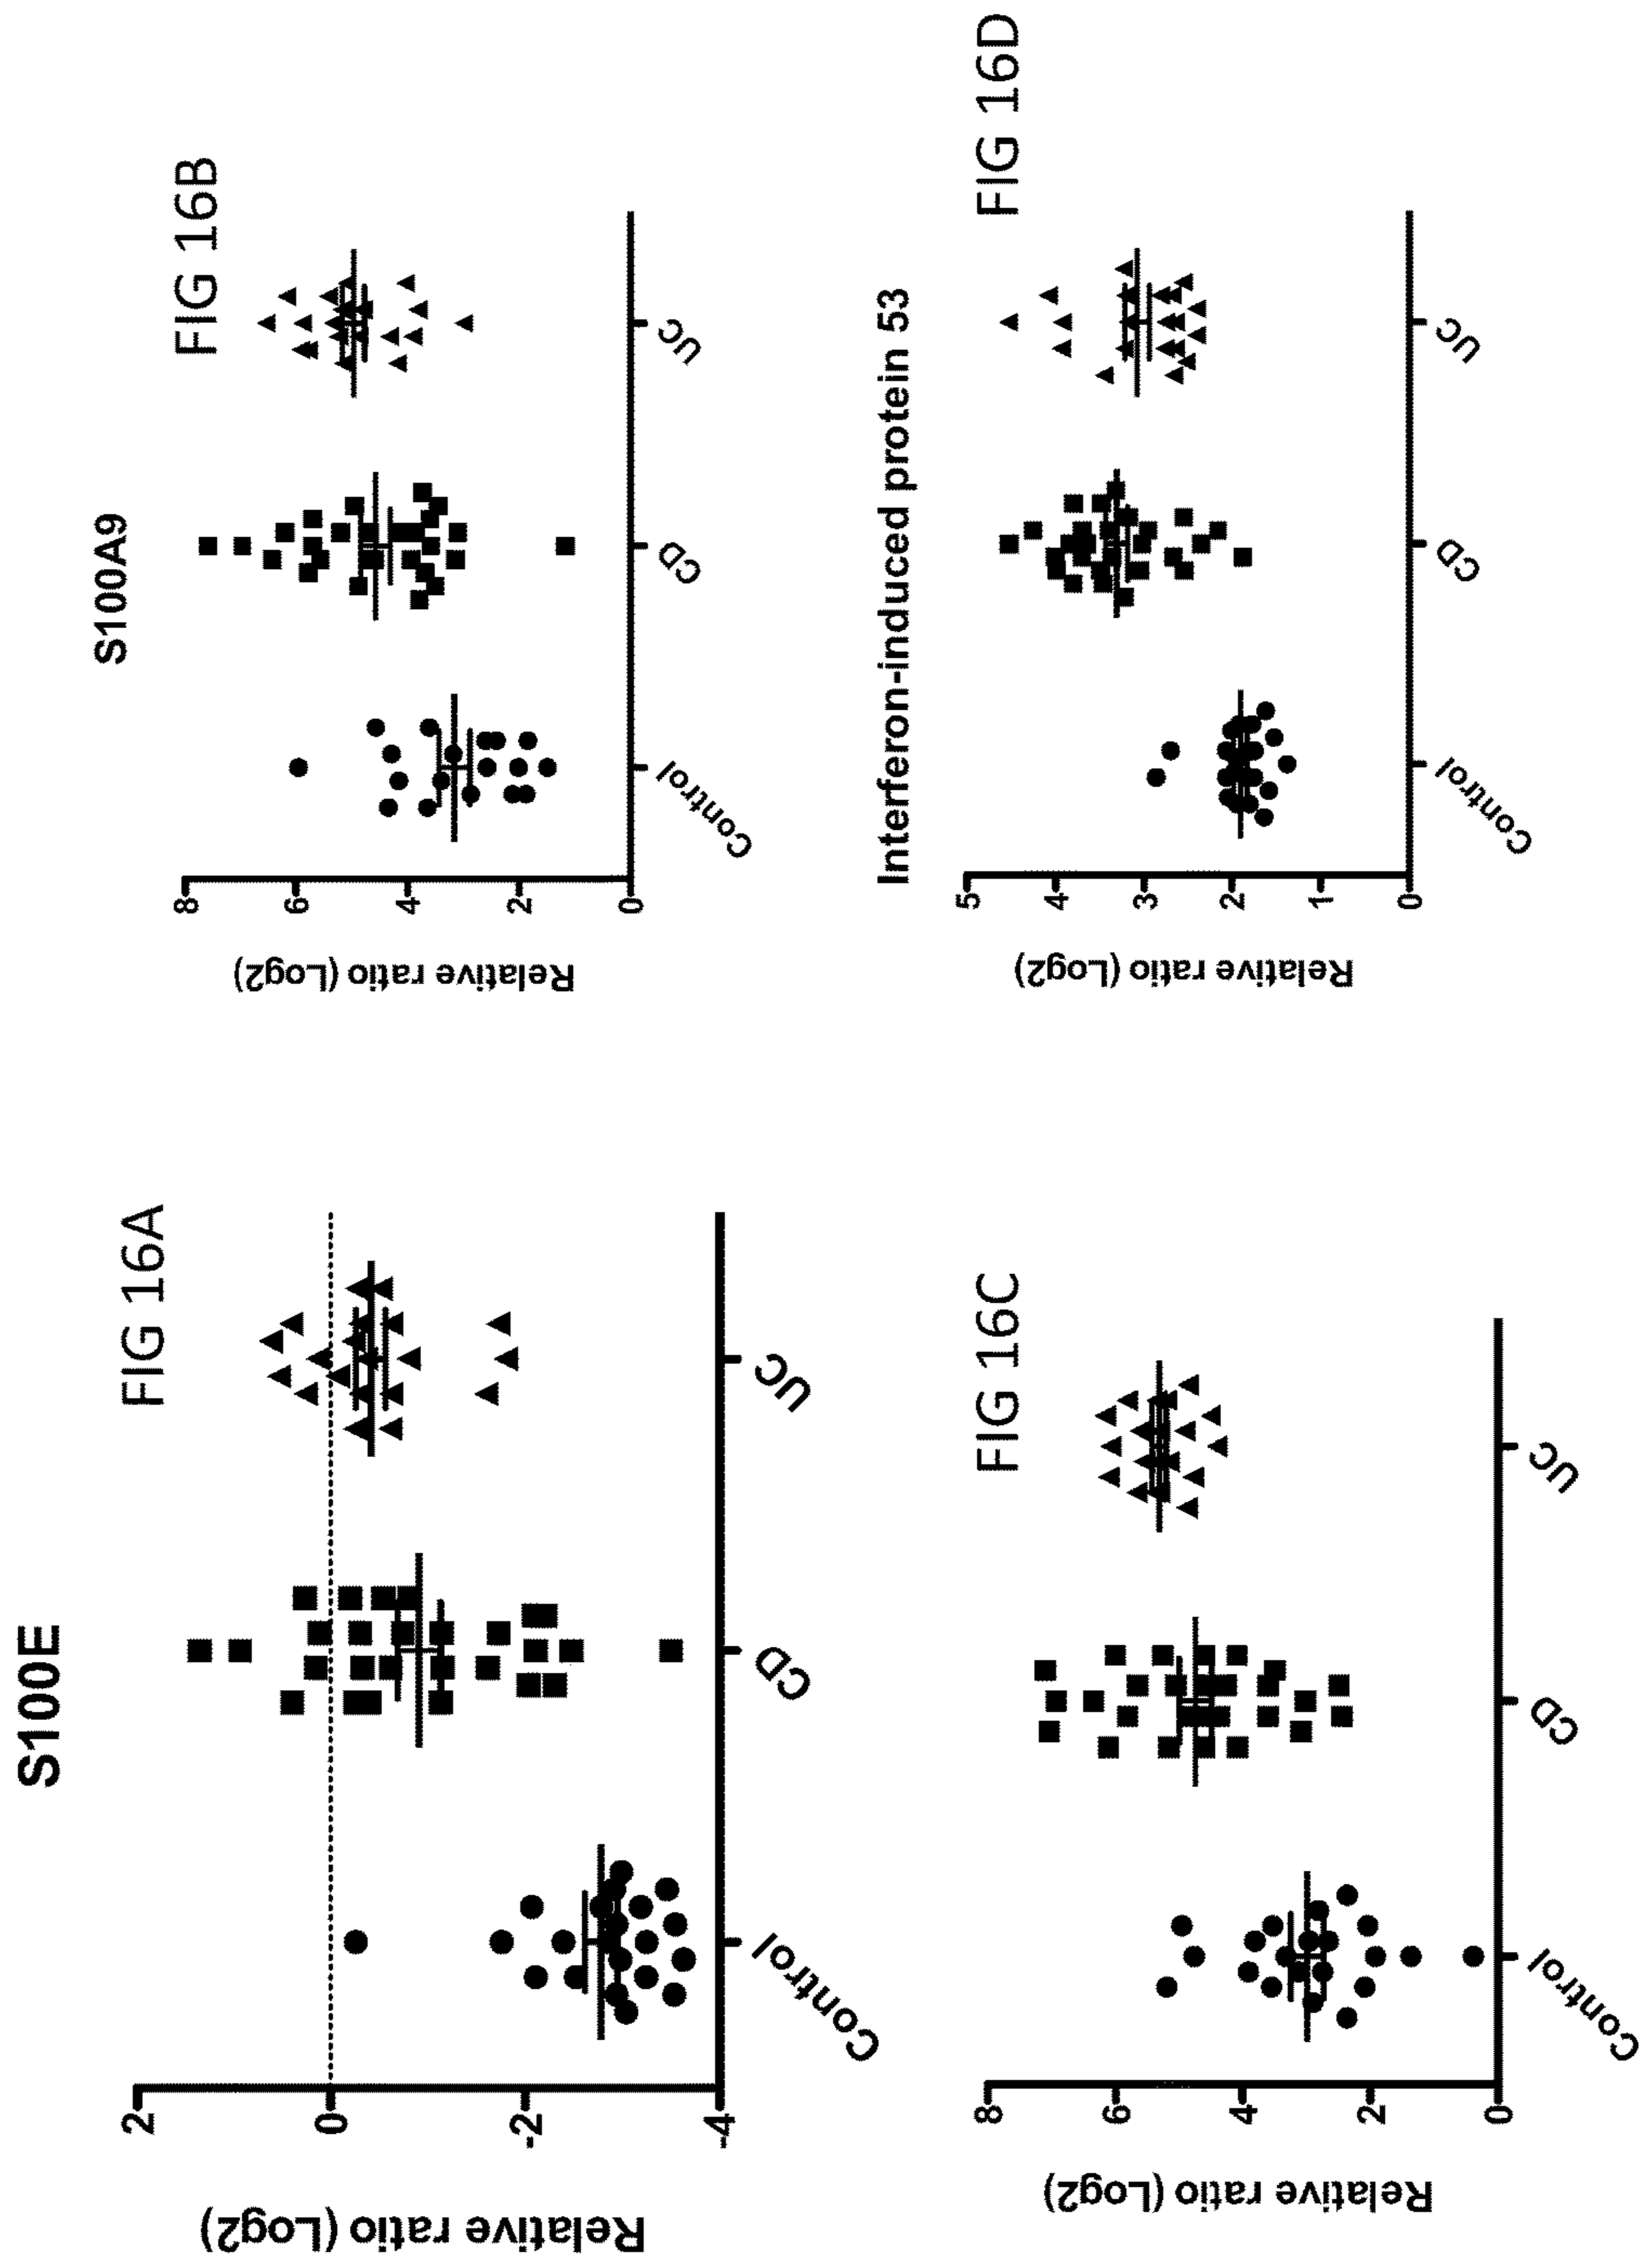 S100E
FIG 16A
Relative ratio (Log2)
2
0
-2
-4
Control
CD
UC
S100A9
FIG 16B
Relative ratio (Log2)
8
6
4
2
0
Control
CD
UC
FIG 16C
Relative ratio (Log2)
8
6
4
2
0
Control
CD
UC
Interferon-induced protein 53
FIG 16D
Relative ratio (Log2)
5
4
3
2
1
0
Control
CD
UC